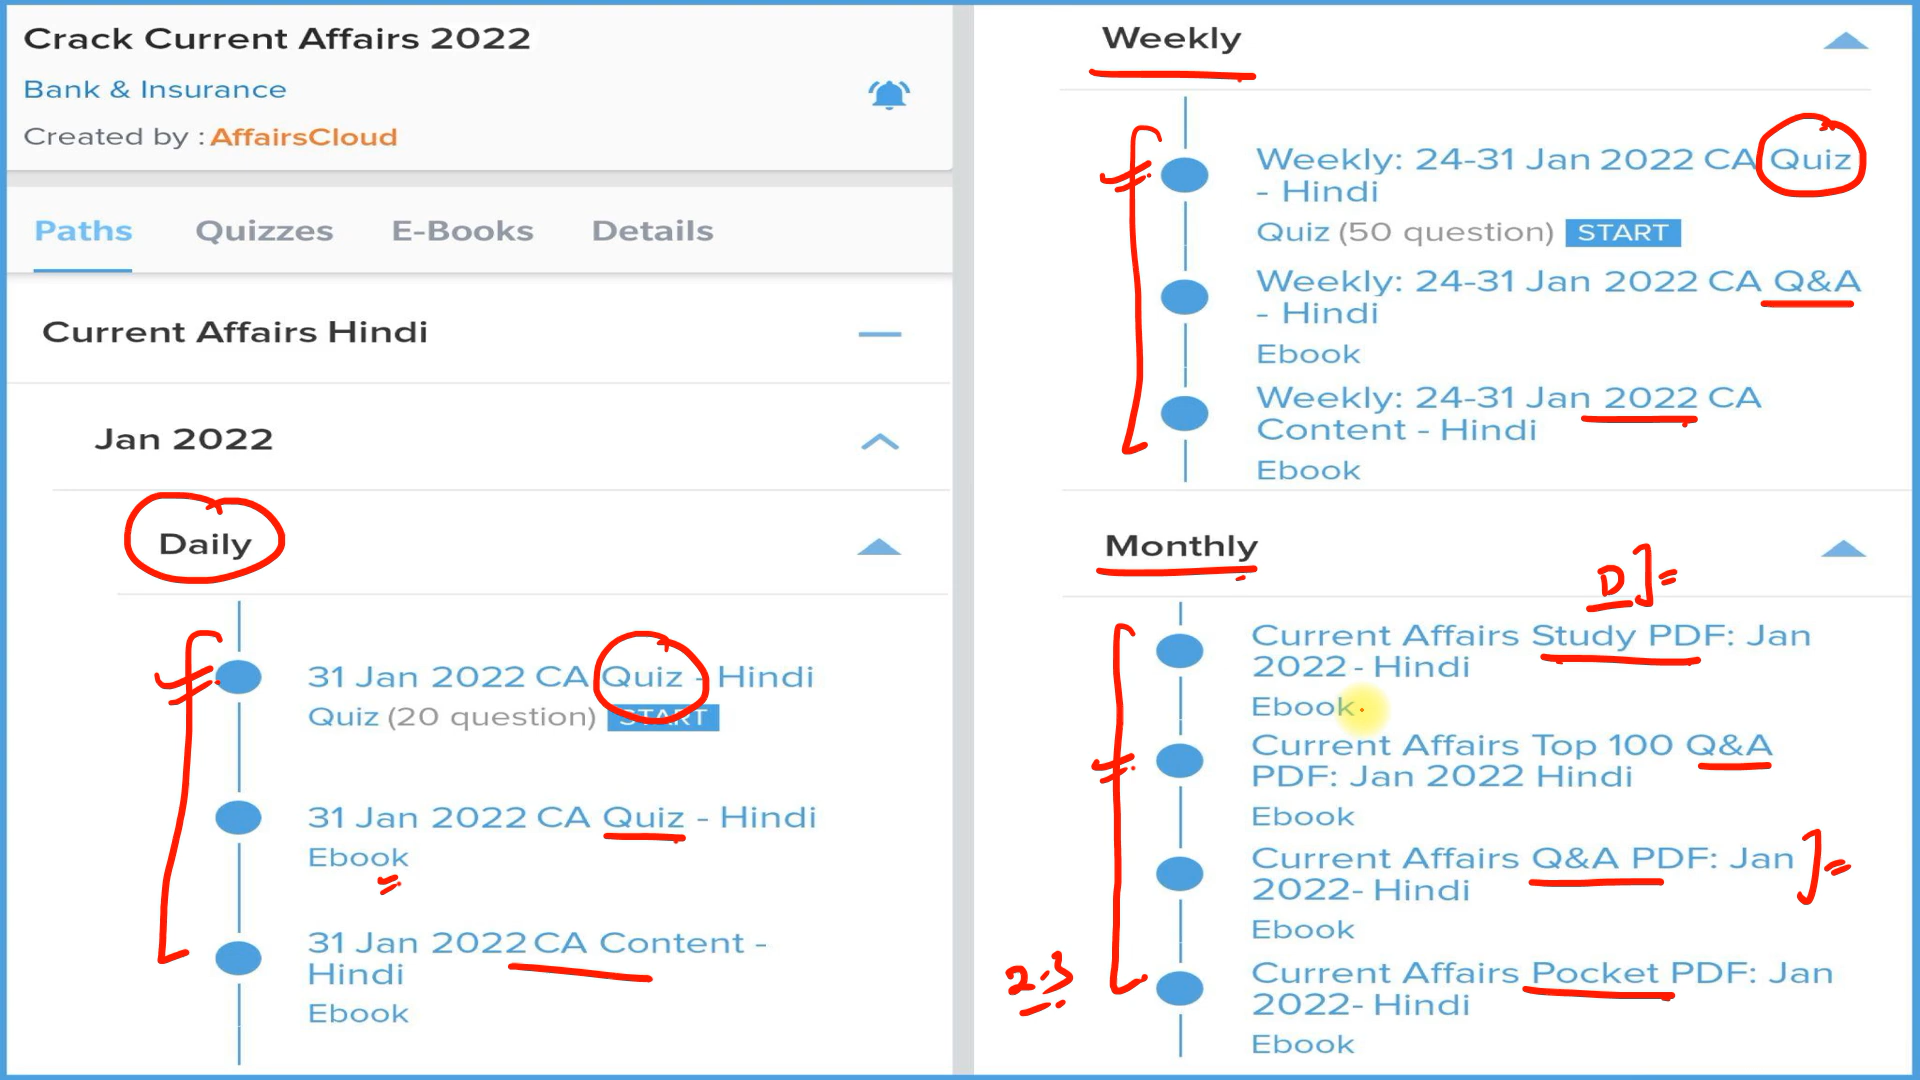 Crack Current Affairs 2022
Bank & Insurance
Created by : AffairsCloud
Paths Quizzes E-Books Details
Current Affairs Hindi
Jan 2022
Daily
31 Jan 2022 CA Quiz - Hindi
Quiz (20 question) START
31 Jan 2022 CA Quiz - Hindi
Ebook
31 Jan 2022 CA Content -
Hindi
Ebook
Weekly
Weekly: 24-31 Jan 2022 CA Quiz
- Hindi
Quiz (50 question) START
Weekly: 24-31 Jan 2022 CA Q&A
- Hindi
Ebook
Weekly: 24-31 Jan 2022 CA
Content - Hindi
Ebook
Monthly
D
Current Affairs Study PDF: Jan
2022- Hindi
Ebook
Current Affairs Top 100 Q&A
PDF: Jan 2022 Hindi
Ebook
Current Affairs Q&A PDF: Jan
2022- Hindi
Ebook
2-3
Current Affairs Pocket PDF: Jan
2022- Hindi
Ebook